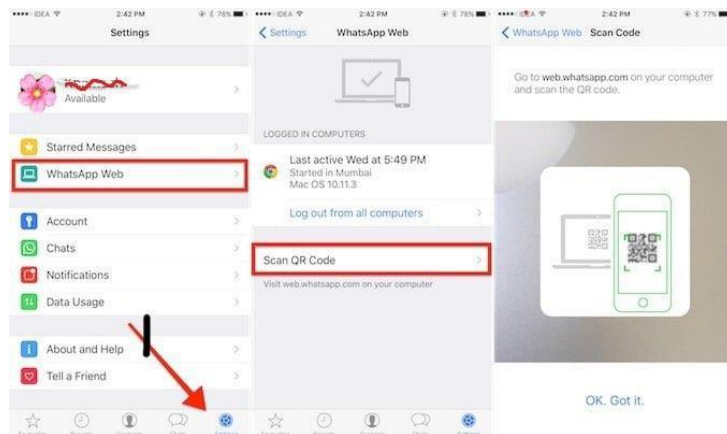 IDEA
2:42 PM
78%
Settings
Available
Starred Messages
WhatsApp Web
Account
Chats
Notifications
Data Usage
About and Help
Tell a Friend
IDEA
2:42 PM
78%
Settings
WhatsApp Web
LOGGED IN COMPUTERS
Last active Wed at 5:49 PM
Started in Mumbai
Mac OS 10.11.3
Log out from all computers
Scan QR Code
Visit web.whatsapp.com on your computer
IDEA
2:42 PM
77%
WhatsApp Web
Scan Code
Go to web.whatsapp.com on your computer
and scan the QR code.
OK. Got it.